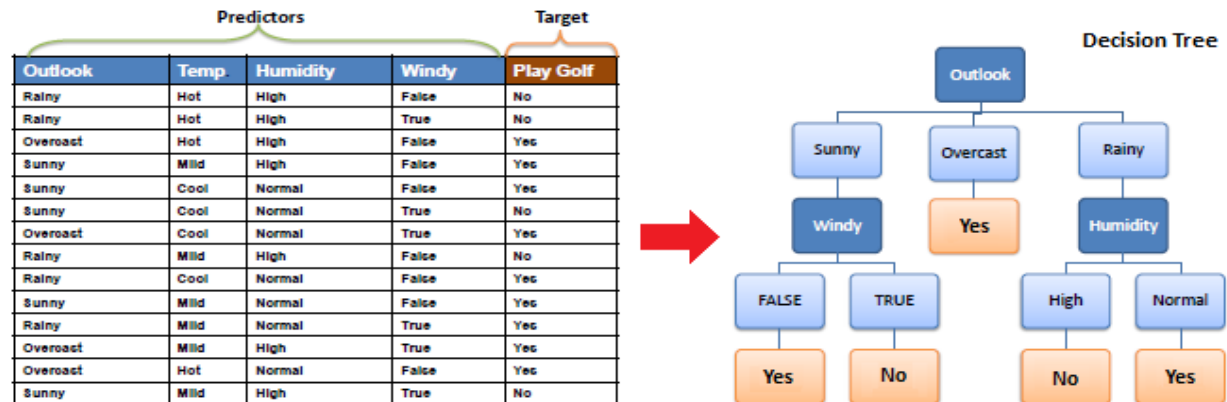 Predictors Target
Outlook Temp. Humidity Windy Play Golf
Rainy Hot High False No
Rainy Hot High True No
Overcast Hot High False Yes
Sunny Mild High False Yes
Sunny Cool Normal False Yes
Sunny Cool Normal True No
Overcast Cool Normal True Yes
Rainy Mild High False No
Rainy Cool Normal False Yes
Sunny Mild Normal False Yes
Rainy Mild Normal True Yes
Overcast Mild High True Yes
Overcast Hot Normal False Yes
Sunny Mild High True No
Decision Tree
Outlook
Sunny Overcast Rainy
Windy Yes Humidity
FALSE TRUE High Normal
Yes No No Yes